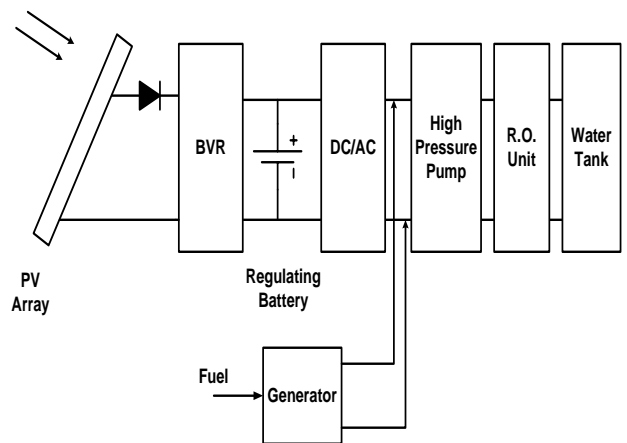 BVR
+
−
DC/AC
High
Pressure
Pump
R.O.
Unit
Water
Tank
PV
Array
Regulating
Battery
Fuel
Generator